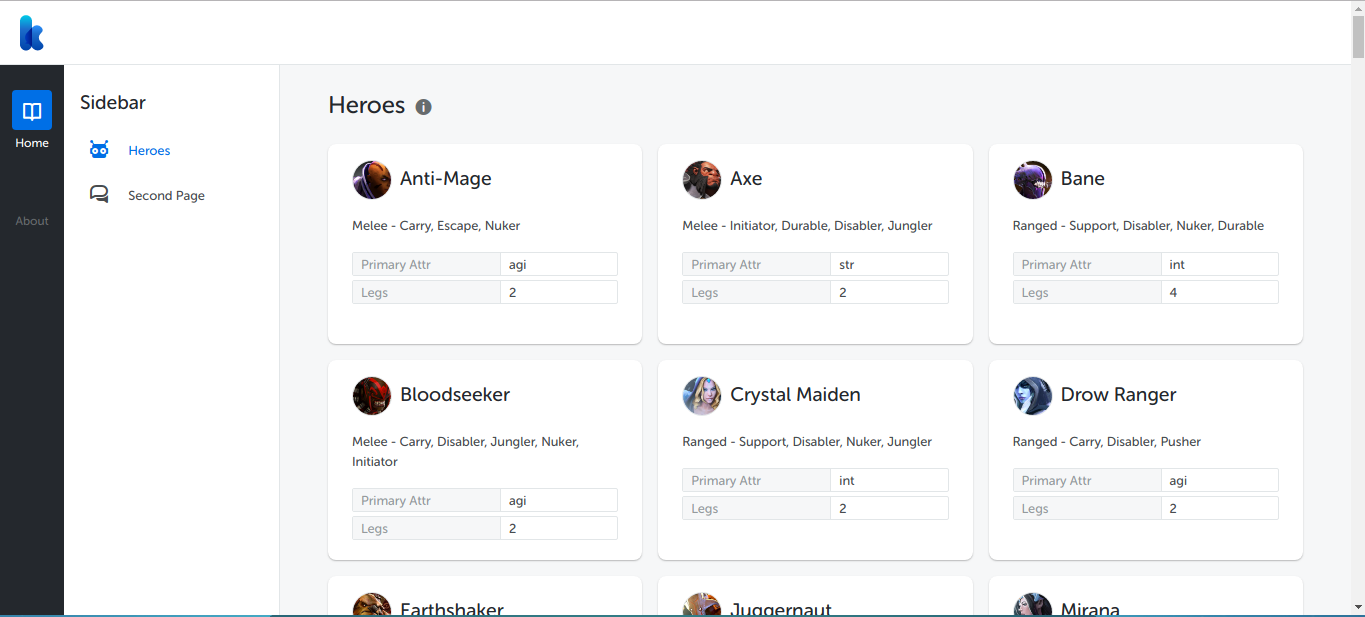 Home
About
Sidebar
Heroes
Second Page
Heroes
Anti-Mage
Melee - Carry, Escape, Nuker
Primary Attr agi
Legs 2
Axe
Melee - Initiator, Durable, Disabler, Jungler
Primary Attr str
Legs 2
Bane
Ranged - Support, Disabler, Nuker, Durable
Primary Attr int
Legs 4
Bloodseeker
Melee - Carry, Disabler, Jungler, Nuker,
Initiator
Primary Attr agi
Legs 2
Crystal Maiden
Ranged - Support, Disabler, Nuker, Jungler
Primary Attr int
Legs 2
Drow Ranger
Ranged - Carry, Disabler, Pusher
Primary Attr agi
Legs 2
Earthshaker
Juggernaut
Mirana